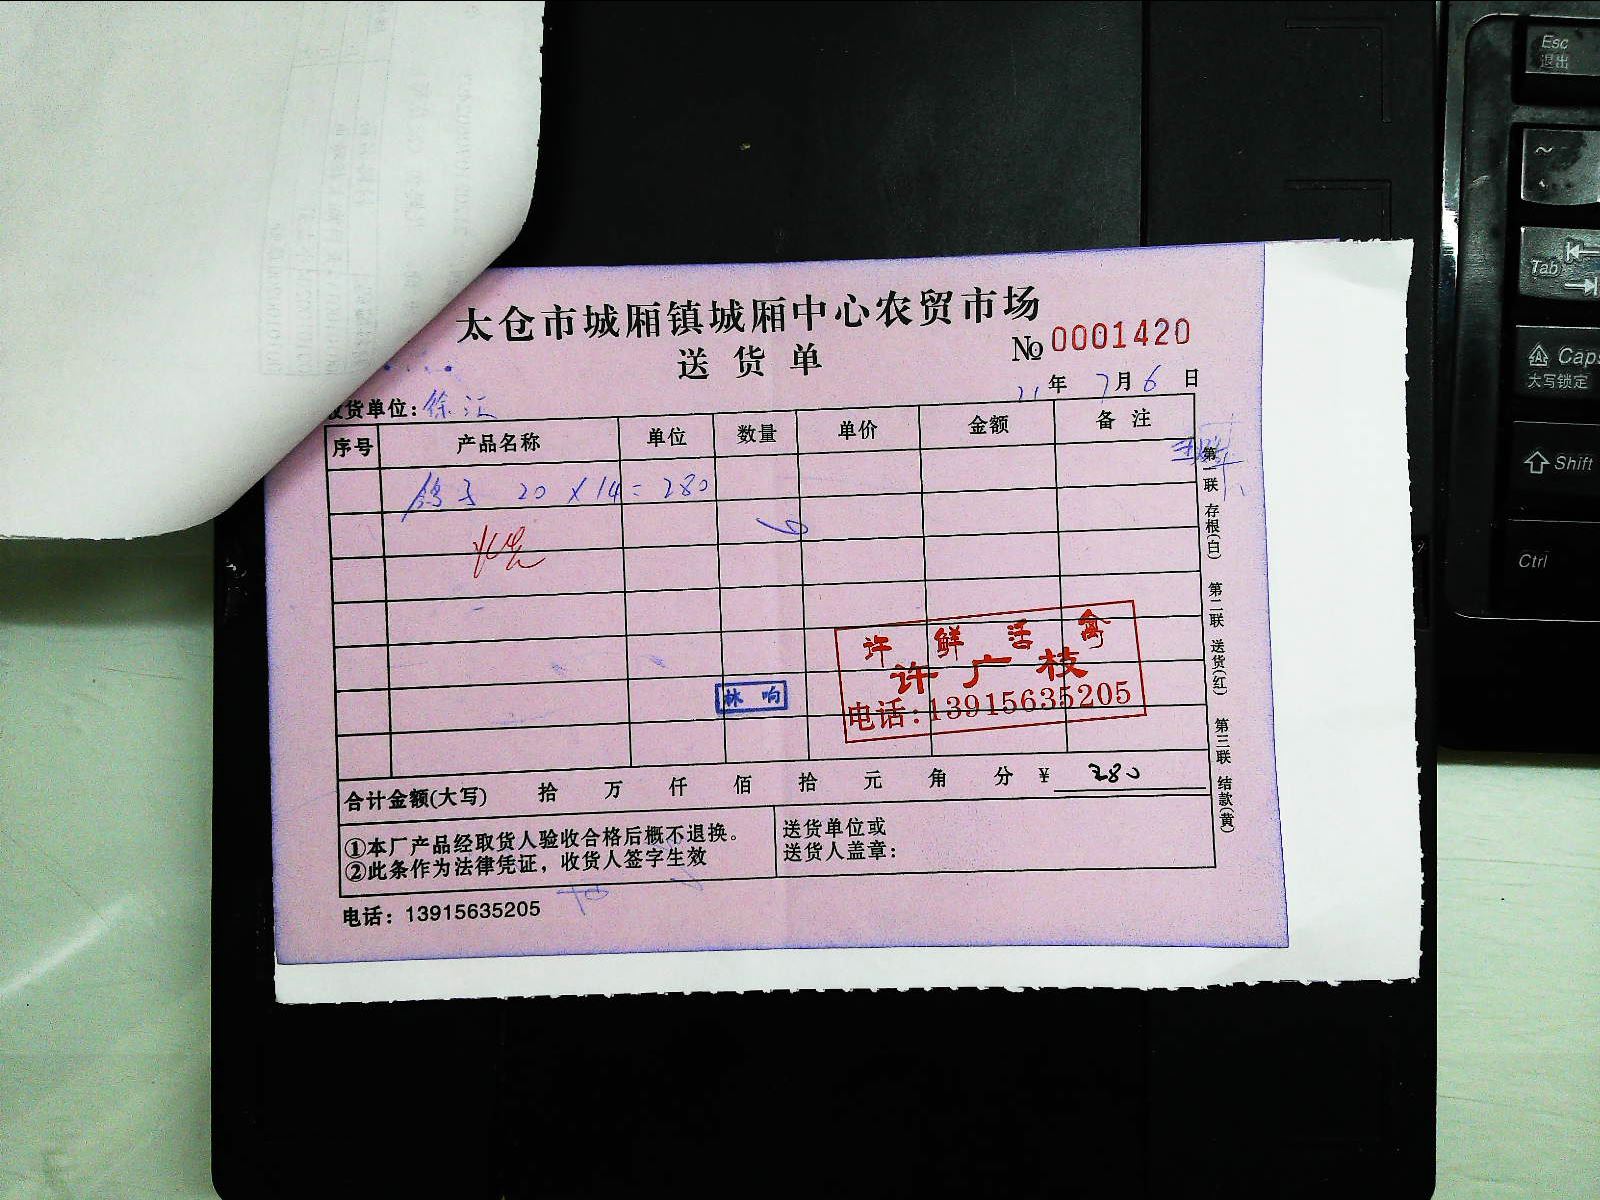 太仓市城厢镇城厢中心农贸市场
送货单
№ 0001420
21年 7月 6日
收货单位：徐汇
序号 产品名称 单位 数量 单价 金额 备注
鸽子 20 × 14 = 280
许 鲜 活 禽
许广枝
电话:13915635205
林 响
合计金额(大写) 拾 万 仟 佰 拾 元 角 分 ¥ 280
①本厂产品经取货人验收合格后概不退换。
②此条作为法律凭证，收货人签字生效
送货单位或
送货人盖章：
电话：13915635205
第一联 存根(白) 第二联 送货(红) 第三联 结款(黄)
Esc
退出
~
Tab
Caps
大写锁定
Shift
Ctrl